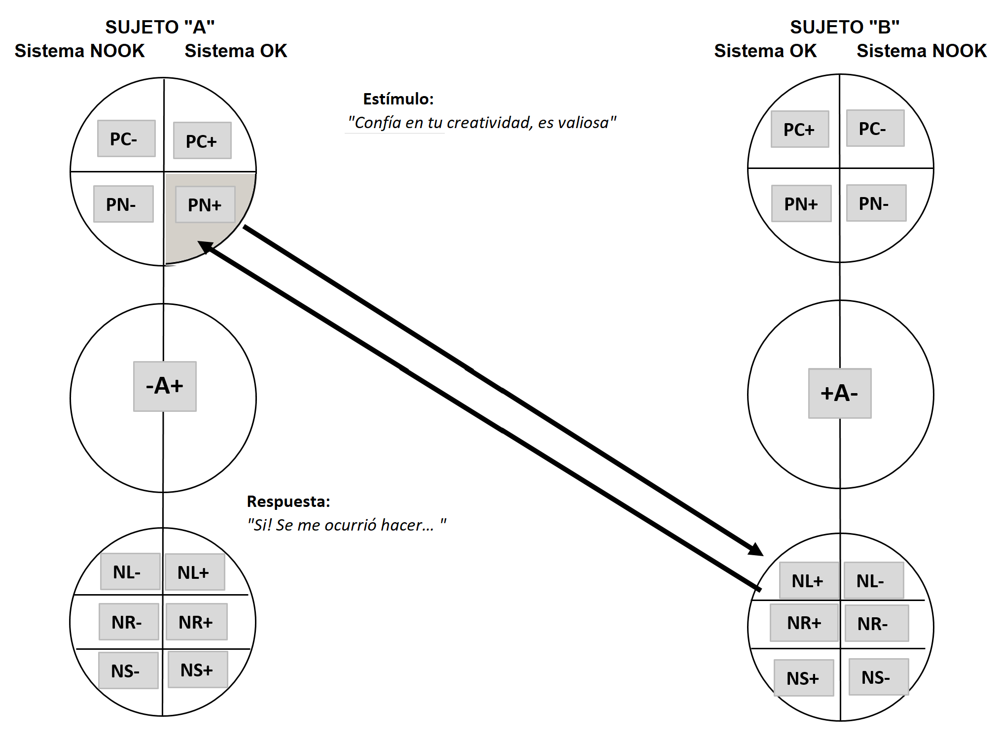 SUJETO "A"
Sistema NOOK Sistema OK
SUJETO "B"
Sistema OK Sistema NOOK
Estímulo:
"Confía en tu creatividad, es valiosa"
PC- PC+
PN- PN+
PC+ PC-
PN+ PN-
-A+
+A-
Respuesta:
"Si! Se me ocurrió hacer... "
NL- NL+
NR- NR+
NS- NS+
NL+ NL-
NR+ NR-
NS+ NS-